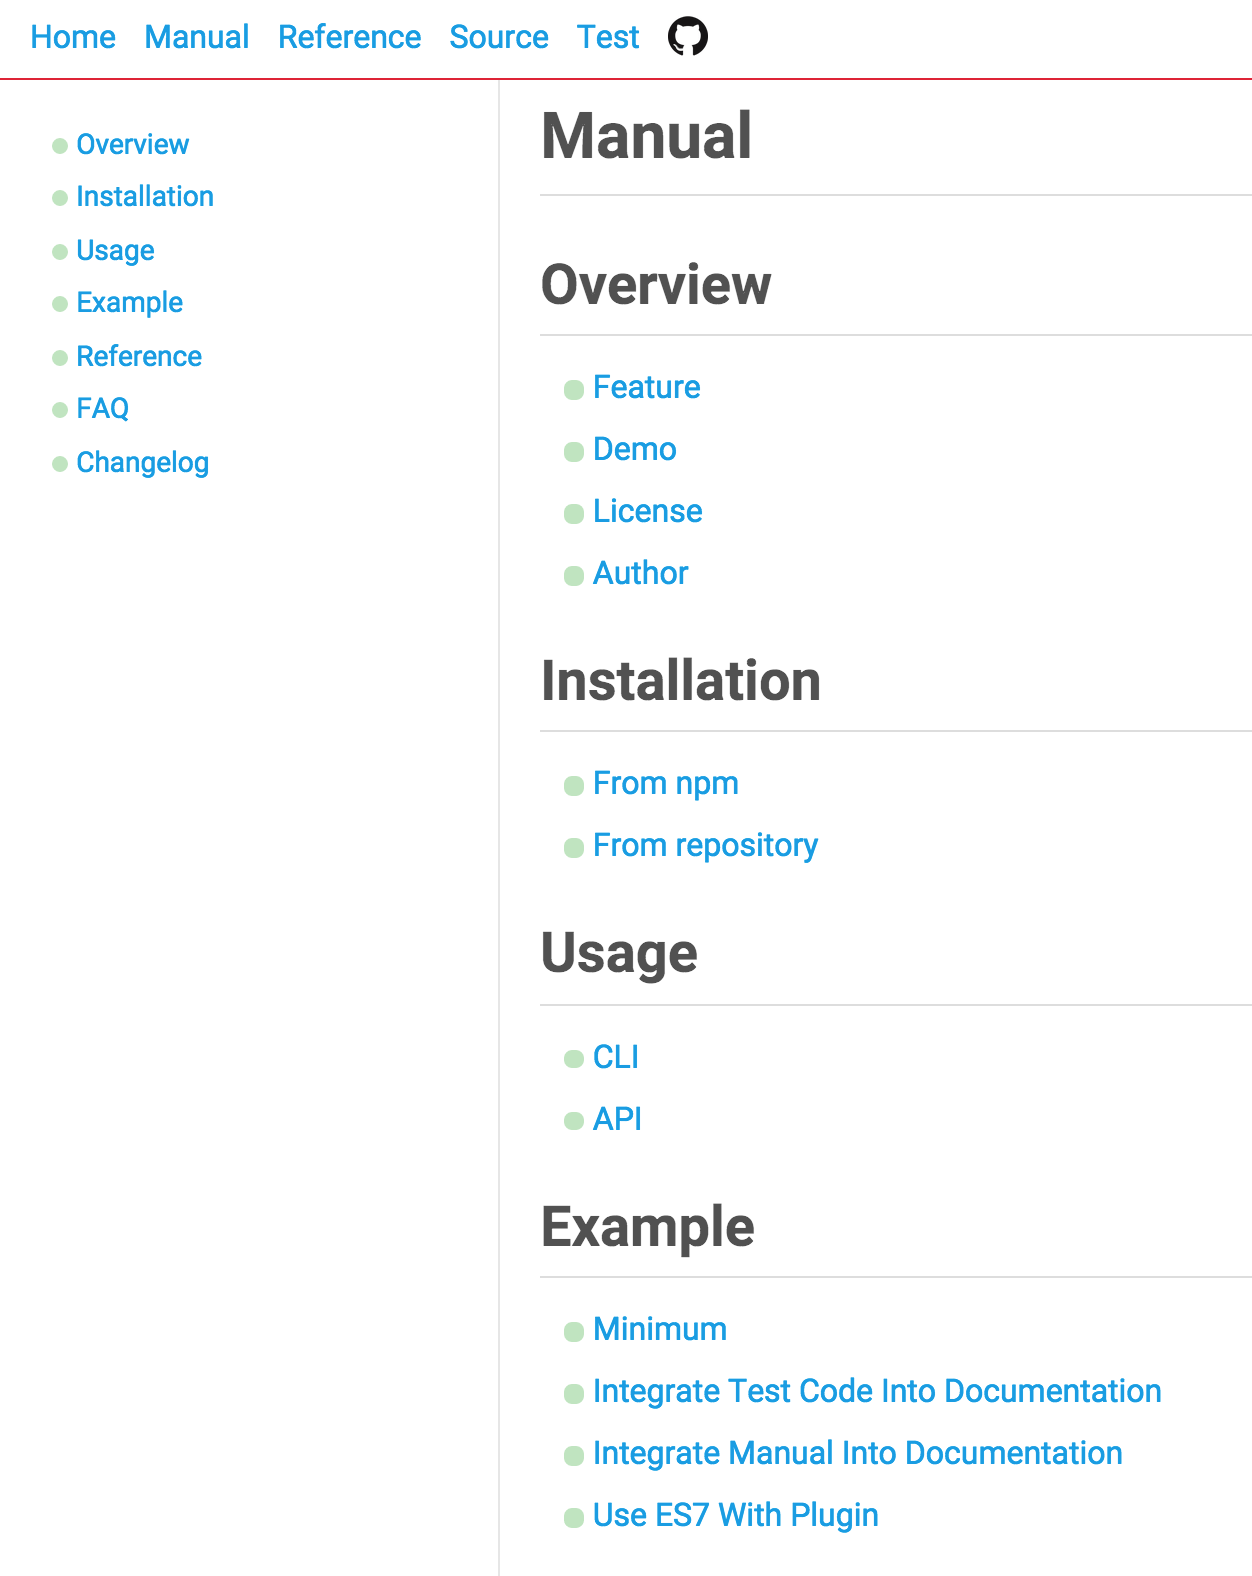 Home Manual Reference Source Test
Overview
Installation
Usage
Example
Reference
FAQ
Changelog
Manual
Overview
Feature
Demo
License
Author
Installation
From npm
From repository
Usage
CLI
API
Example
Minimum
Integrate Test Code Into Documentation
Integrate Manual Into Documentation
Use ES7 With Plugin